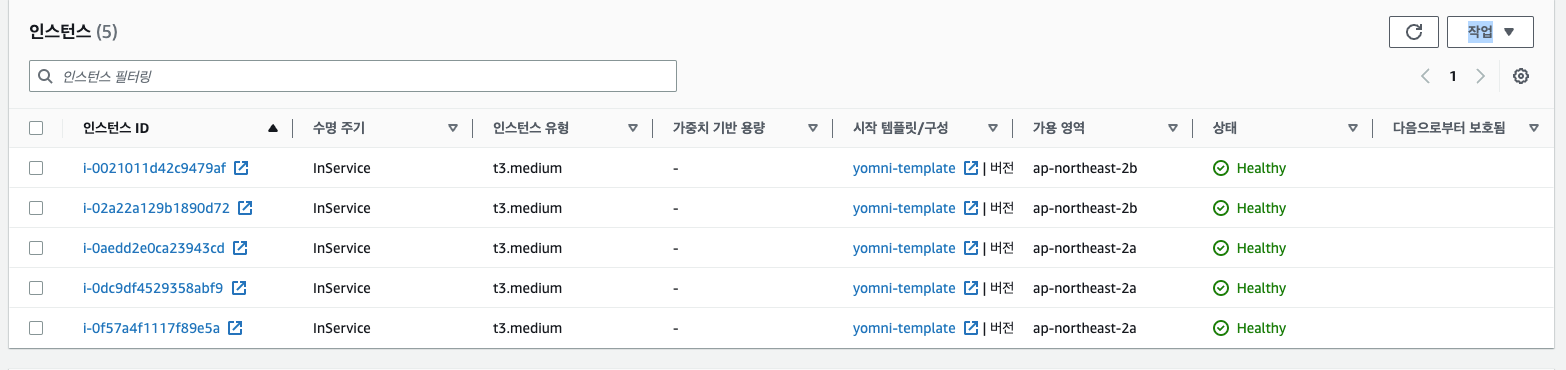 인스턴스 (5)
작업
인스턴스 필터링
1
인스턴스 ID 수명 주기 인스턴스 유형 가중치 기반 용량 시작 템플릿/구성 가용 영역 상태 다음으로부터 보호됨
i-0021011d42c9479af InService t3.medium - yomni-template | 버전 ap-northeast-2b Healthy
i-02a22a129b1890d72 InService t3.medium - yomni-template | 버전 ap-northeast-2b Healthy
i-0aedd2e0ca23943cd InService t3.medium - yomni-template | 버전 ap-northeast-2a Healthy
i-0dc9df4529358abf9 InService t3.medium - yomni-template | 버전 ap-northeast-2a Healthy
i-0f57a4f1117f89e5a InService t3.medium - yomni-template | 버전 ap-northeast-2a Healthy